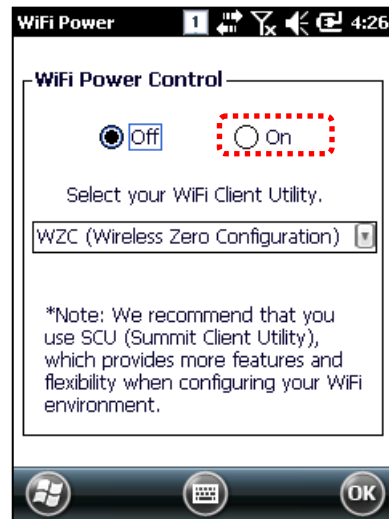 WiFi Power 1 4:26
WiFi Power Control
Off On
Select your WiFi Client Utility.
WZC (Wireless Zero Configuration)
*Note: We recommend that you
use SCU (Summit Client Utility),
which provides more features and
flexibility when configuring your WiFi
environment.
OK